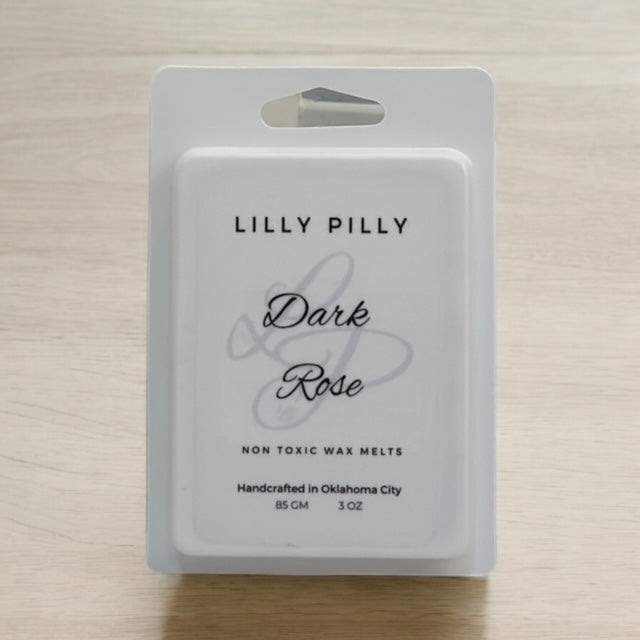 LILLY PILLY
Dark
Rose
NON TOXIC WAX MELTS
Handcrafted in Oklahoma City
85 GM 3 OZ